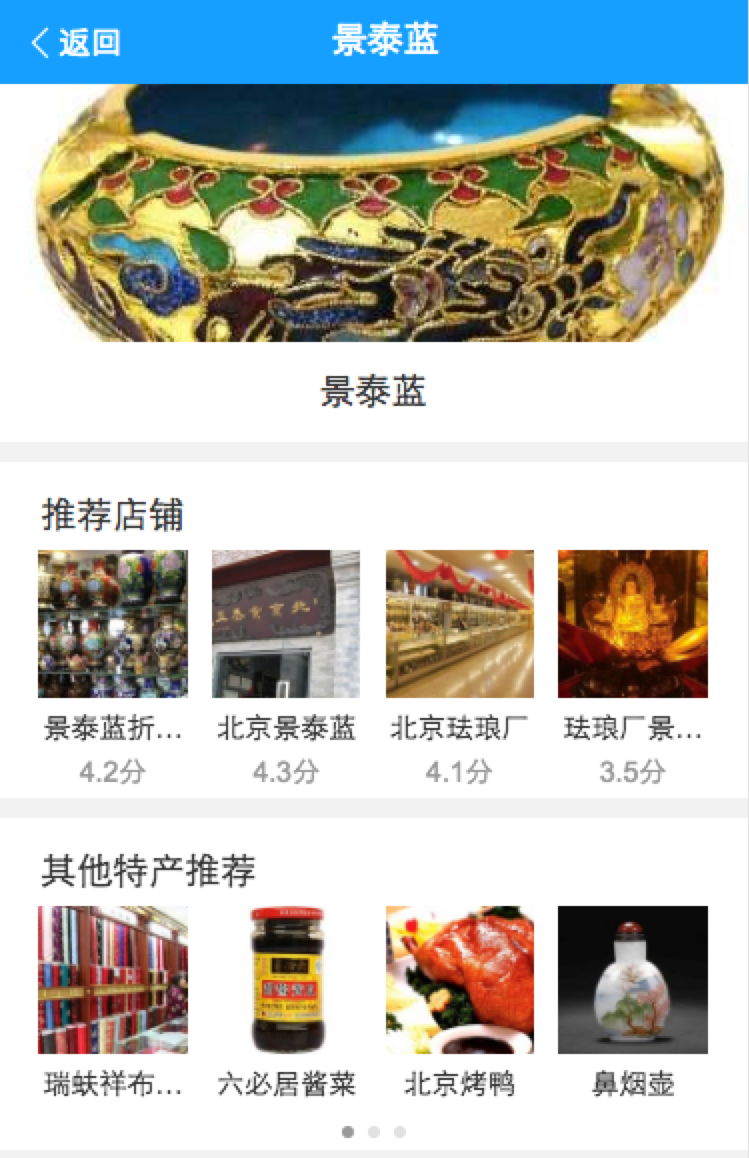 返回
景泰蓝
景泰蓝
推荐店铺
景泰蓝折...
北京景泰蓝
北京珐琅厂
珐琅厂景...
4.2分
4.3分
4.1分
3.5分
其他特产推荐
瑞蚨祥布...
六必居酱菜
北京烤鸭
鼻烟壶